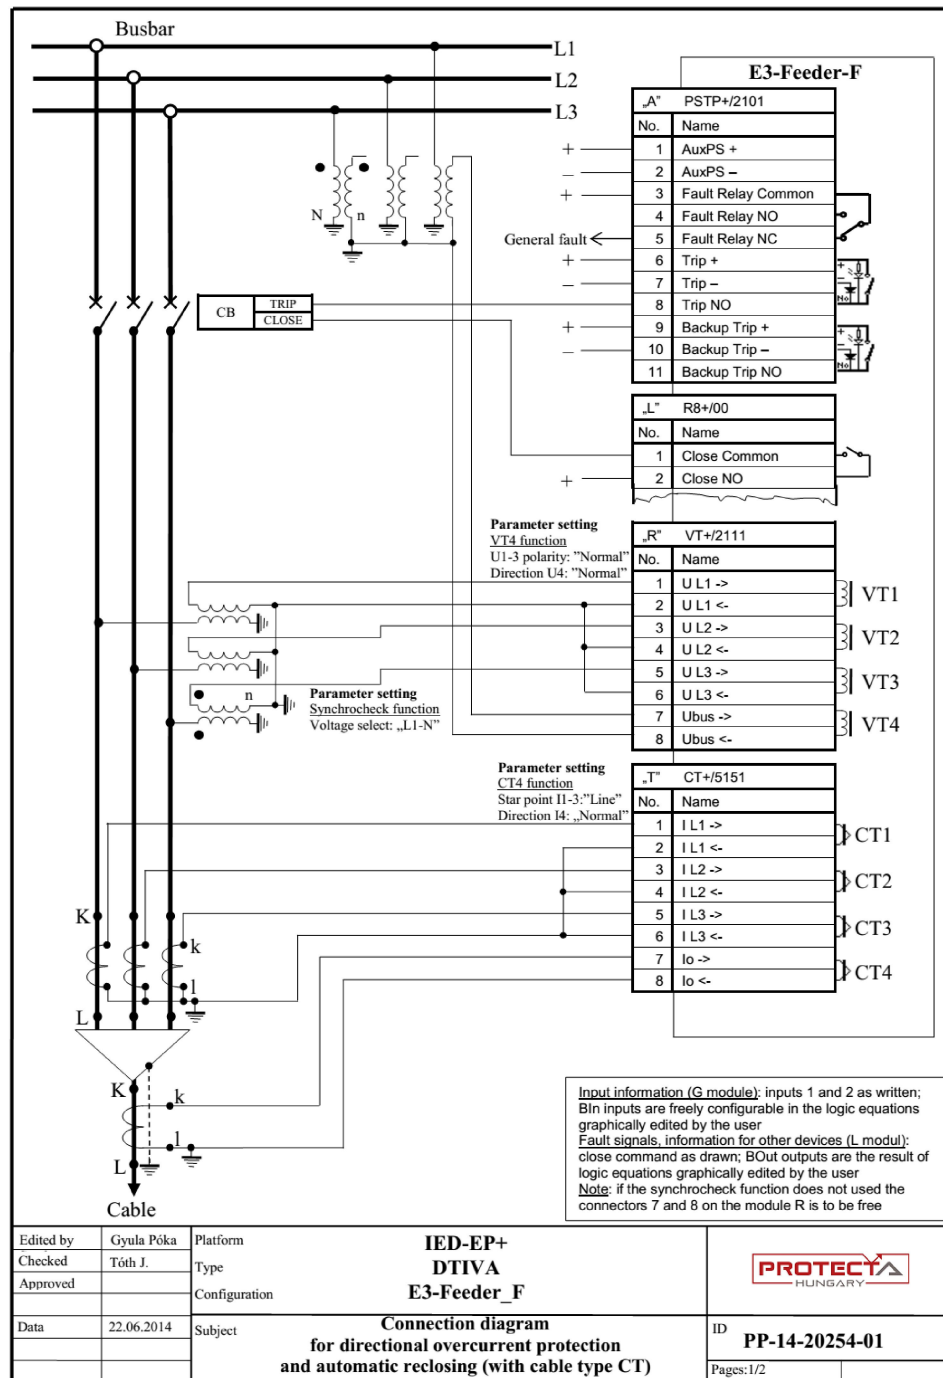 Busbar
L1
L2
L3
E3-Feeder-F
„A” PSTP+/2101
No. Name
+ 1 AuxPS +
– 2 AuxPS –
+ 3 Fault Relay Common
4 Fault Relay NO
General fault 5 Fault Relay NC
+ 6 Trip +
– 7 Trip –
8 Trip NO
+ 9 Backup Trip +
– 10 Backup Trip –
11 Backup Trip NO
N n
CB TRIP
CLOSE
„L” R8+/00
No. Name
1 Close Common
+ 2 Close NO
Parameter setting
VT4 function
U1-3 polarity: ”Normal”
Direction U4: ”Normal”
„R” VT+/2111
No. Name
1 U L1 ->
2 U L1 <-
VT1
3 U L2 ->
4 U L2 <-
VT2
5 U L3 ->
6 U L3 <-
VT3
7 Ubus ->
8 Ubus <-
VT4
n
Parameter setting
Synchrocheck function
Voltage select: „L1-N”
Parameter setting
CT4 function
Star point I1-3:”Line”
Direction I4: „Normal”
„T” CT+/5151
No. Name
1 I L1 ->
2 I L1 <-
CT1
3 I L2 ->
4 I L2 <-
CT2
5 I L3 ->
6 I L3 <-
CT3
7 Io ->
8 Io <-
CT4
K
k
l
L
K
k
l
L
Cable
Input information (G module): inputs 1 and 2 as written;
BIn inputs are freely configurable in the logic equations
graphically edited by the user
Fault signals, information for other devices (L modul):
close command as drawn; BOut outputs are the result of
logic equations graphically edited by the user
Note: if the synchrocheck function does not used the
connectors 7 and 8 on the module R is to be free
Edited by Gyula Póka
Checked Tóth J.
Approved
Data 22.06.2014
Platform IED-EP+
Type DTIVA
Configuration E3-Feeder_F
Subject Connection diagram
for directional overcurrent protection
and automatic reclosing (with cable type CT)
PROTECTA
HUNGARY
ID PP-14-20254-01
Pages:1/2